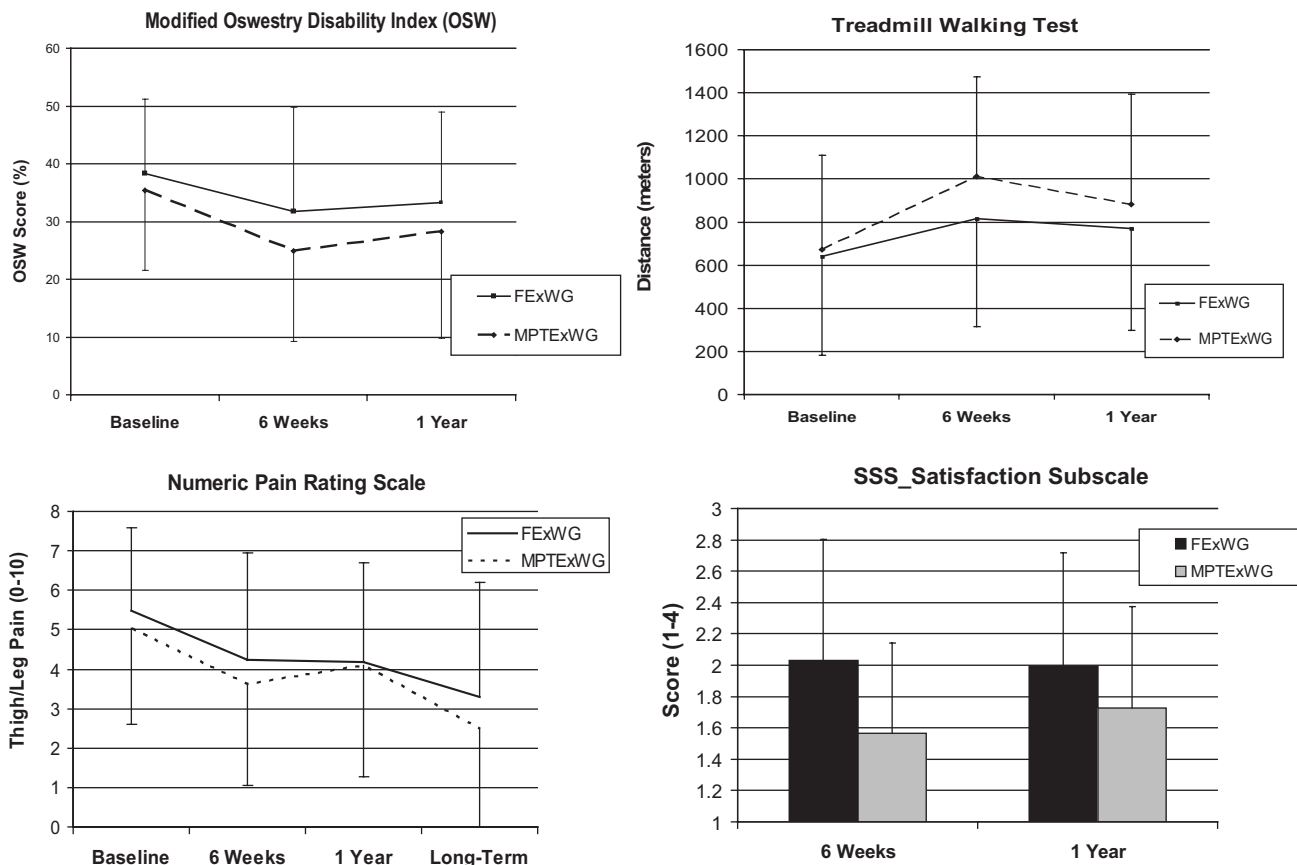 Modified Oswestry Disability Index (OSW)
60
50
40
30
20
10
0
OSW Score (%)
Baseline
6 Weeks
1 Year
FExWG
MPTExWG
Treadmill Walking Test
1600
1400
1200
1000
800
600
400
200
0
Distance (meters)
Baseline
6 Weeks
1 Year
FExWG
MPTExWG
Numeric Pain Rating Scale
8
7
6
5
4
3
2
1
0
Thigh/Leg Pain (0-10)
Baseline
6 Weeks
1 Year
Long-Term
FExWG
MPTExWG
SSS_Satisfaction Subscale
3
2.8
2.6
2.4
2.2
2
1.8
1.6
1.4
1.2
1
Score (1-4)
6 Weeks
1 Year
FExWG
MPTExWG